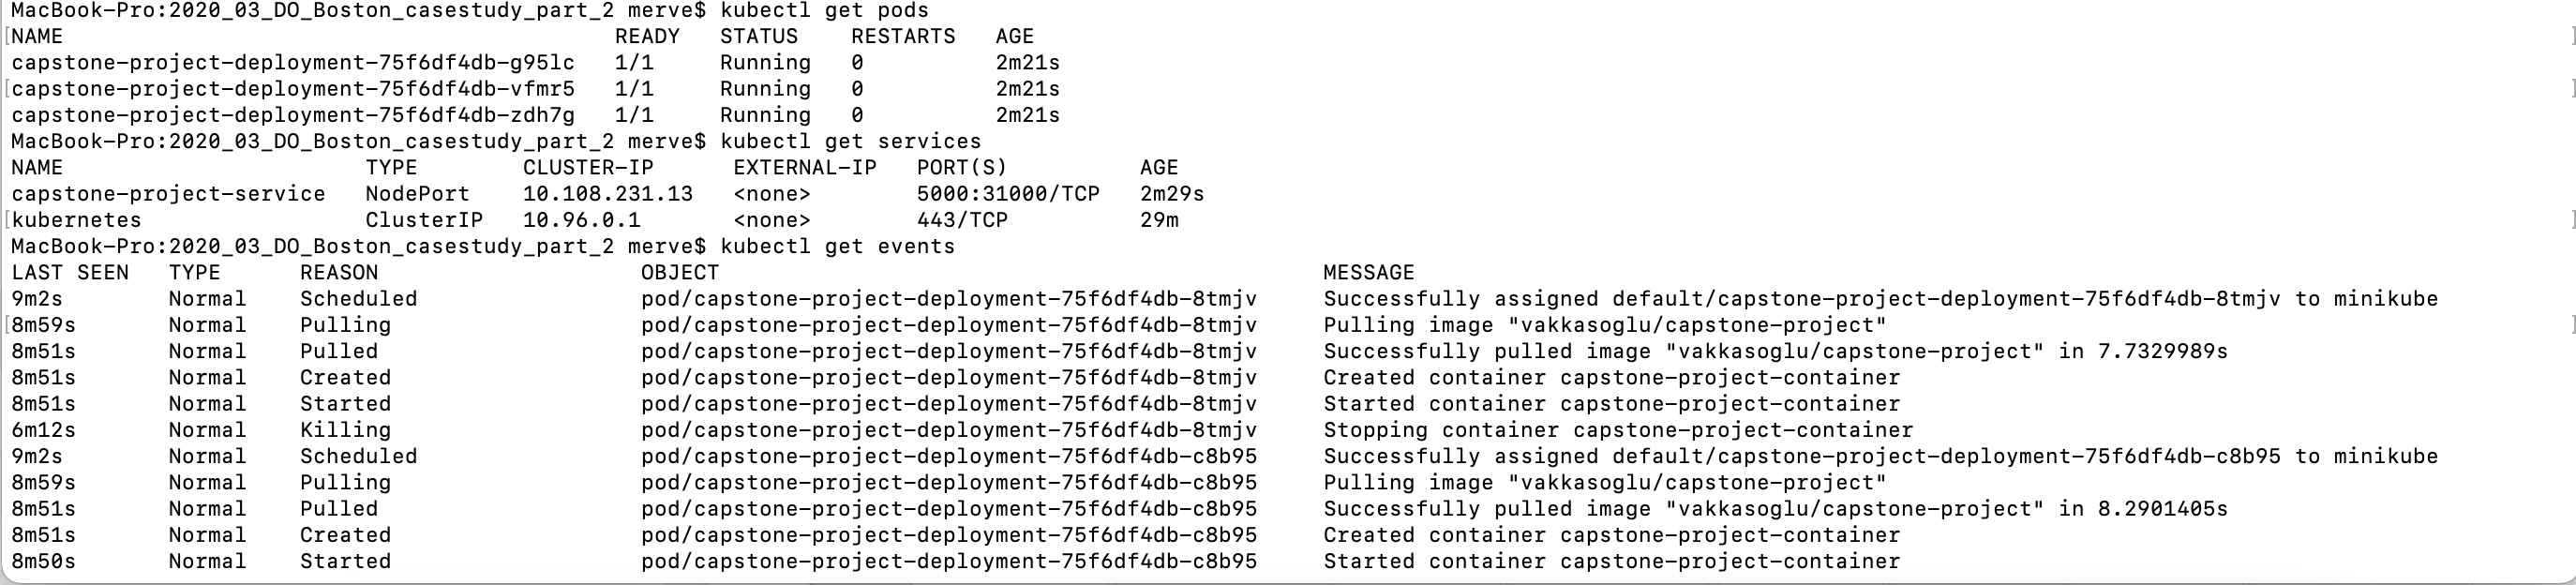 MacBook-Pro:2020_03_DO_Boston_casestudy_part_2 merve$ kubectl get pods
NAME                                           READY   STATUS    RESTARTS   AGE
capstone-project-deployment-75f6df4db-g95lc   1/1     Running   0          2m21s
capstone-project-deployment-75f6df4db-vfmr5   1/1     Running   0          2m21s
capstone-project-deployment-75f6df4db-zdh7g   1/1     Running   0          2m21s
MacBook-Pro:2020_03_DO_Boston_casestudy_part_2 merve$ kubectl get services
NAME                       TYPE        CLUSTER-IP      EXTERNAL-IP   PORT(S)          AGE
capstone-project-service   NodePort    10.108.231.13   <none>        5000:31000/TCP   2m29s
kubernetes                 ClusterIP   10.96.0.1       <none>        443/TCP          29m
MacBook-Pro:2020_03_DO_Boston_casestudy_part_2 merve$ kubectl get events
LAST SEEN   TYPE     REASON      OBJECT                                              MESSAGE
9m2s        Normal   Scheduled   pod/capstone-project-deployment-75f6df4db-8tmjv     Successfully assigned default/capstone-project-deployment-75f6df4db-8tmjv to minikube
8m59s       Normal   Pulling     pod/capstone-project-deployment-75f6df4db-8tmjv     Pulling image "vakkasoglu/capstone-project"
8m51s       Normal   Pulled      pod/capstone-project-deployment-75f6df4db-8tmjv     Successfully pulled image "vakkasoglu/capstone-project" in 7.7329989s
8m51s       Normal   Created     pod/capstone-project-deployment-75f6df4db-8tmjv     Created container capstone-project-container
8m51s       Normal   Started     pod/capstone-project-deployment-75f6df4db-8tmjv     Started container capstone-project-container
6m12s       Normal   Killing     pod/capstone-project-deployment-75f6df4db-8tmjv     Stopping container capstone-project-container
9m2s        Normal   Scheduled   pod/capstone-project-deployment-75f6df4db-c8b95     Successfully assigned default/capstone-project-deployment-75f6df4db-c8b95 to minikube
8m59s       Normal   Pulling     pod/capstone-project-deployment-75f6df4db-c8b95     Pulling image "vakkasoglu/capstone-project"
8m51s       Normal   Pulled      pod/capstone-project-deployment-75f6df4db-c8b95     Successfully pulled image "vakkasoglu/capstone-project" in 8.2901405s
8m51s       Normal   Created     pod/capstone-project-deployment-75f6df4db-c8b95     Created container capstone-project-container
8m50s       Normal   Started     pod/capstone-project-deployment-75f6df4db-c8b95     Started container capstone-project-container